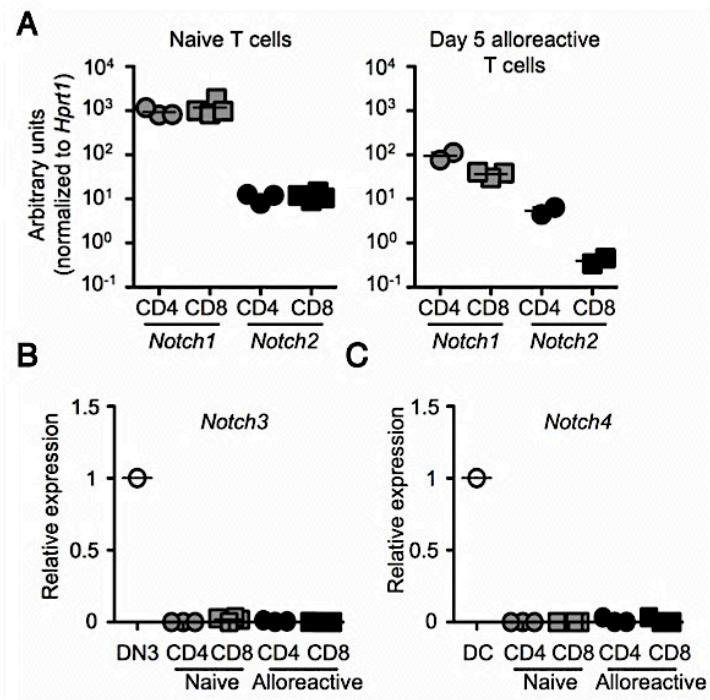 A
Naive T cells
Day 5 alloreactive
T cells
Arbitrary units
(normalized to Hprt1)
10⁴
10³
10²
10¹
10⁰
10⁻¹
CD4 CD8 CD4 CD8
Notch1 Notch2
10⁴
10³
10²
10¹
10⁰
10⁻¹
CD4 CD8 CD4 CD8
Notch1 Notch2
B
Notch3
Relative expression
1.5
1
0.5
0
DN3 CD4 CD8 CD4 CD8
Naive Alloreactive
C
Notch4
Relative expression
1.5
1
0.5
0
DC CD4 CD8 CD4 CD8
Naive Alloreactive